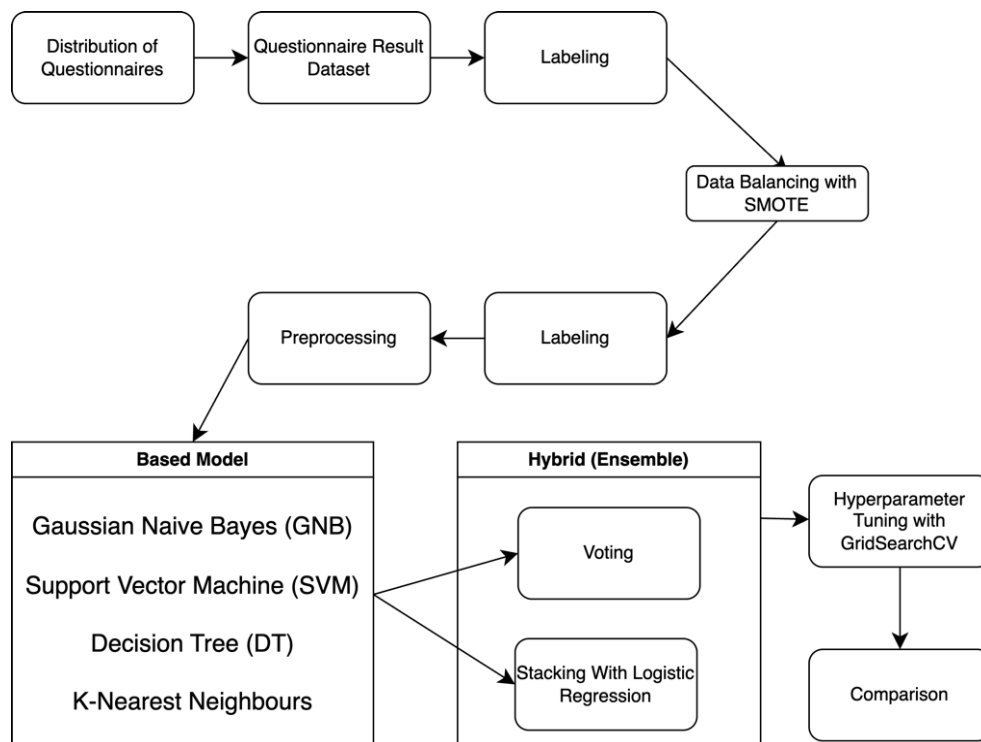 Distribution of
Questionnaires
Questionnaire Result
Dataset
Labeling
Data Balancing with
SMOTE
Preprocessing
Labeling
Based Model
Gaussian Naive Bayes (GNB)
Support Vector Machine (SVM)
Decision Tree (DT)
K-Nearest Neighbours
Hybrid (Ensemble)
Voting
Stacking With Logistic
Regression
Hyperparameter
Tuning with
GridSearchCV
Comparison